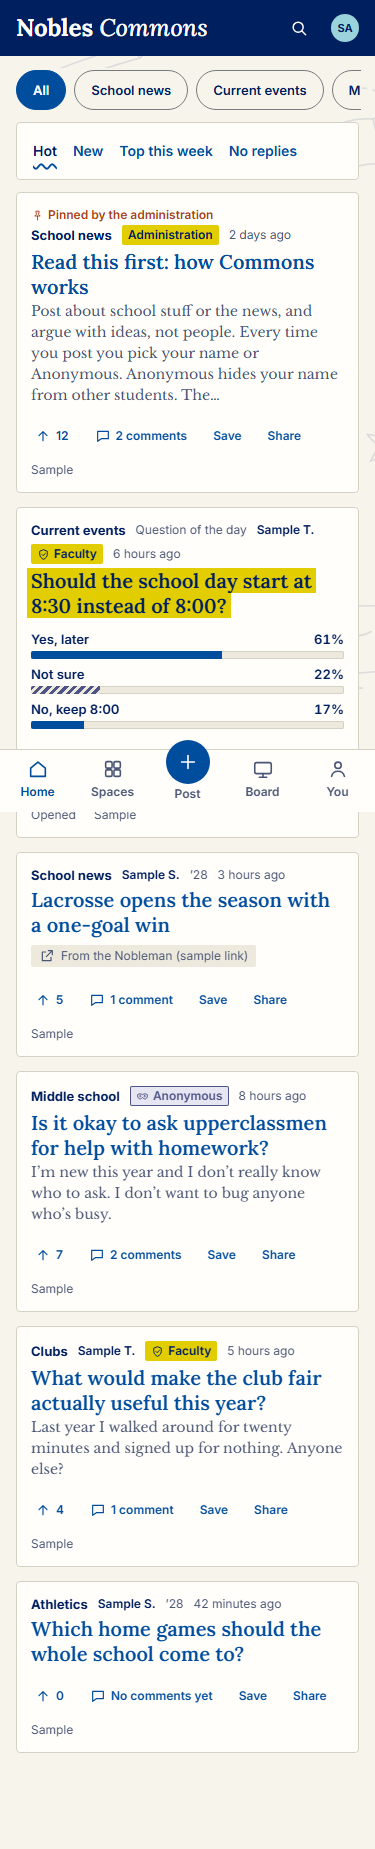 Nobles Commons
SA
All
School news
Current events
M
Hot
New
Top this week
No replies
Pinned by the administration
School news Administration 2 days ago
Read this first: how Commons
works
Post about school stuff or the news, and
argue with ideas, not people. Every time
you post you pick your name or
Anonymous. Anonymous hides your name
from other students. The...
12 2 comments Save Share
Sample
Current events Question of the day Sample T.
Faculty 6 hours ago
Should the school day start at
8:30 instead of 8:00?
Yes, later 61%
Not sure 22%
No, keep 8:00 17%
Home Spaces Post Board You
Opened Sample
School news Sample S. ’28 3 hours ago
Lacrosse opens the season with
a one-goal win
From the Nobleman (sample link)
5 1 comment Save Share
Sample
Middle school Anonymous 8 hours ago
Is it okay to ask upperclassmen
for help with homework?
I’m new this year and I don’t really know
who to ask. I don’t want to bug anyone
who’s busy.
7 2 comments Save Share
Sample
Clubs Sample T. Faculty 5 hours ago
What would make the club fair
actually useful this year?
Last year I walked around for twenty
minutes and signed up for nothing. Anyone
else?
4 1 comment Save Share
Sample
Athletics Sample S. ’28 42 minutes ago
Which home games should the
whole school come to?
0 No comments yet Save Share
Sample